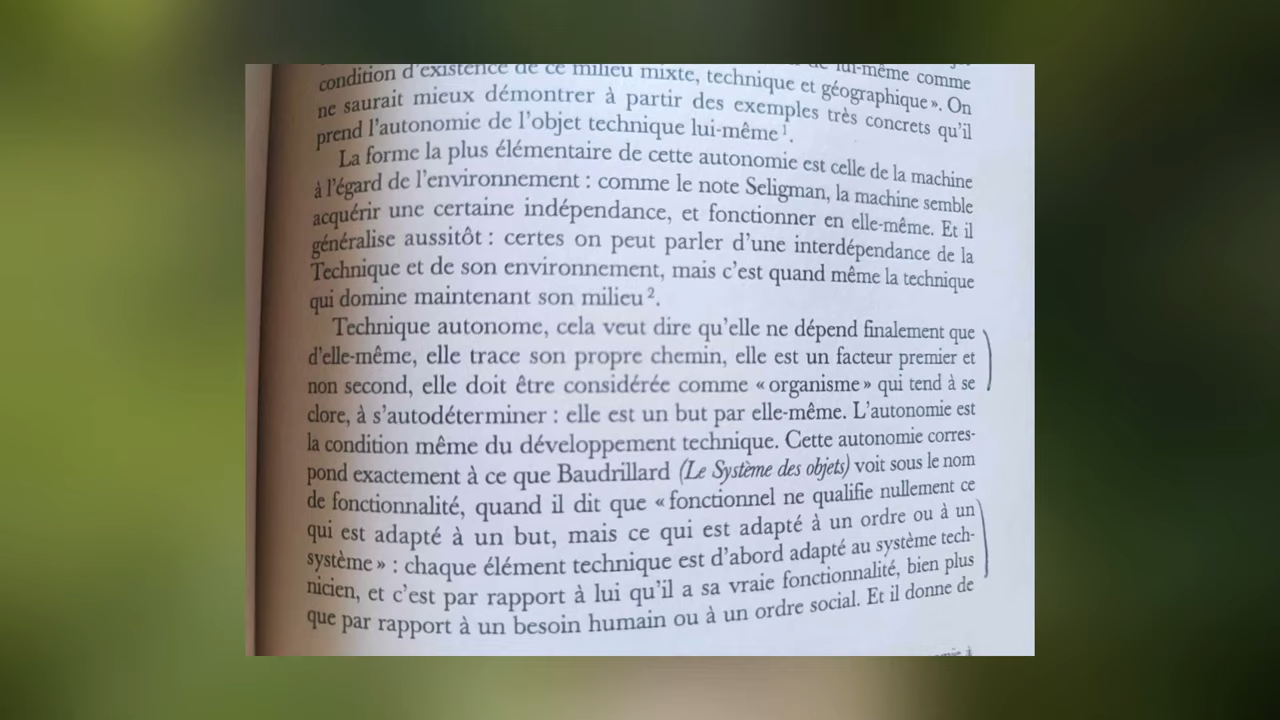 lui-même comme
condition d'existence de ce milieu mixte, technique et géographique ». On
ne saurait mieux démontrer à partir des exemples très concrets qu'il
prend l'autonomie de l'objet technique lui-même ¹.
La forme la plus élémentaire de cette autonomie est celle de la machine
à l'égard de l'environnement : comme le note Seligman, la machine semble
acquérir une certaine indépendance, et fonctionner en elle-même. Et il
généralise aussitôt : certes on peut parler d'une interdépendance de la
Technique et de son environnement, mais c'est quand même la technique
qui domine maintenant son milieu ².
Technique autonome, cela veut dire qu'elle ne dépend finalement que
d'elle-même, elle trace son propre chemin, elle est un facteur premier et
non second, elle doit être considérée comme « organisme » qui tend à se
clore, à s'autodéterminer : elle est un but par elle-même. L'autonomie est
la condition même du développement technique. Cette autonomie corres-
pond exactement à ce que Baudrillard (Le Système des objets) voit sous le nom
de fonctionnalité, quand il dit que « fonctionnel ne qualifie nullement ce
qui est adapté à un but, mais ce qui est adapté à un ordre ou à un
système » : chaque élément technique est d'abord adapté au système tech-
nicien, et c'est par rapport à lui qu'il a sa vraie fonctionnalité, bien plus
que par rapport à un besoin humain ou à un ordre social. Et il donne de